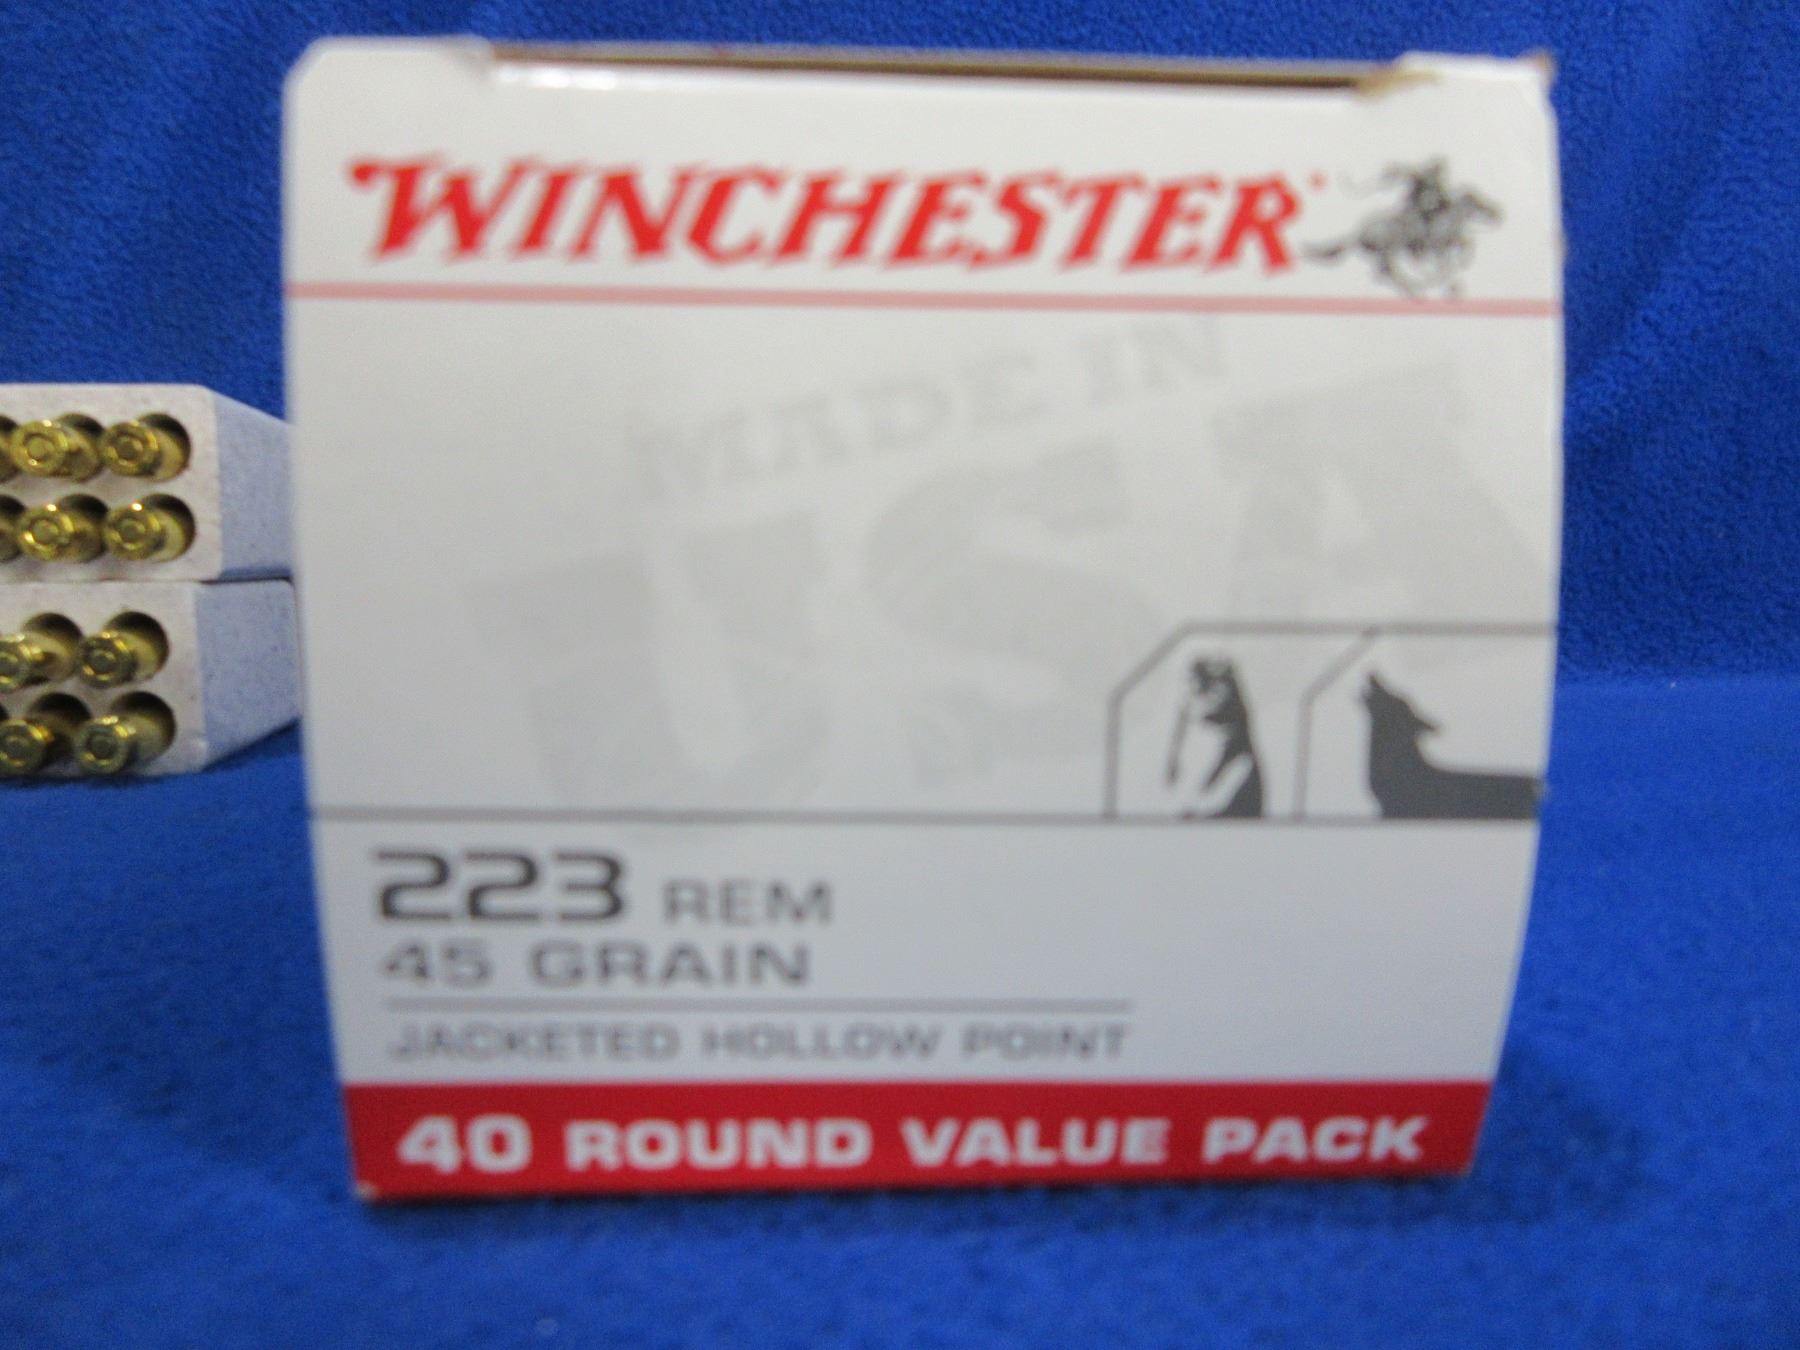 WINCHESTER
MADE IN
USA
223 REM
45 GRAIN
JACKETED HOLLOW POINT
40 ROUND VALUE PACK